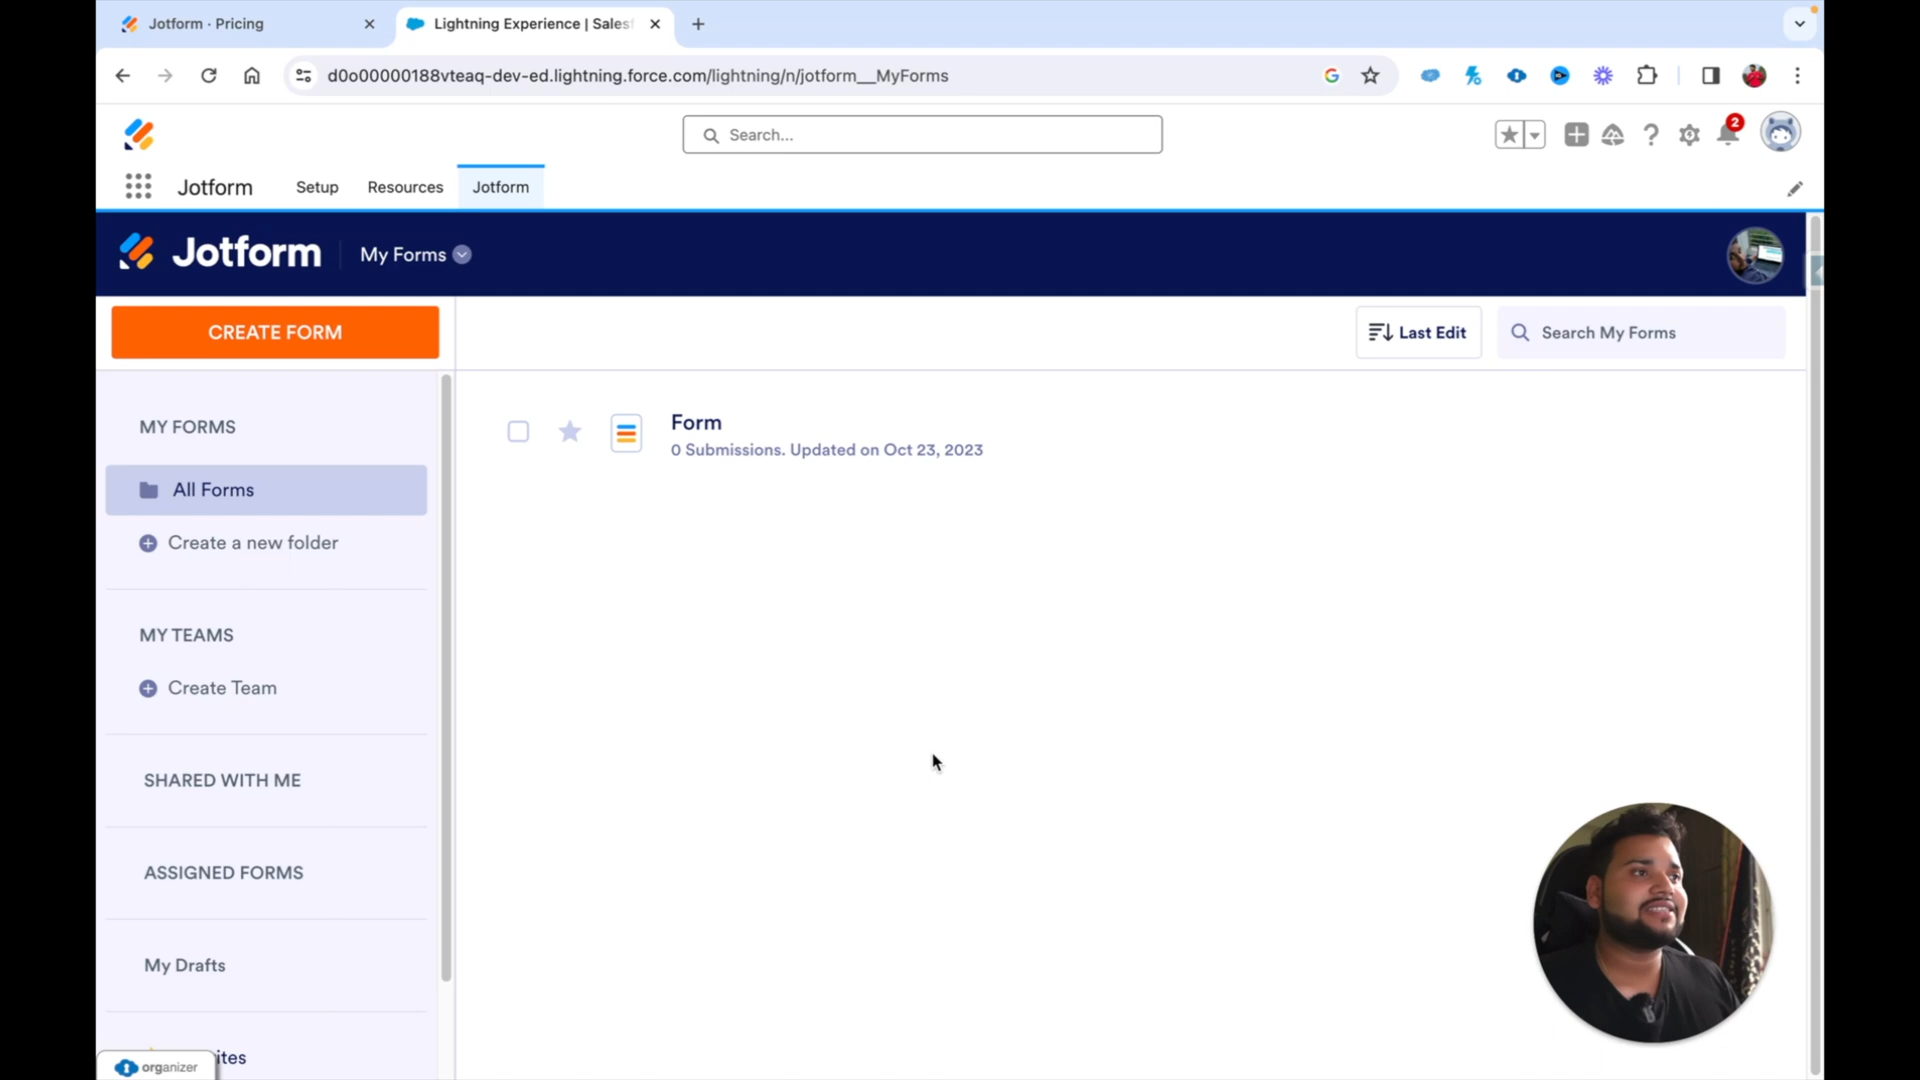 Jotform · Pricing
Lightning Experience | Salesf
d0o00000188vteaq-dev-ed.lightning.force.com/lightning/n/jotform__MyForms
Search...
2
Jotform
Setup
Resources
Jotform
Jotform
My Forms
CREATE FORM
Last Edit
Search My Forms
MY FORMS
All Forms
Create a new folder
MY TEAMS
Create Team
SHARED WITH ME
ASSIGNED FORMS
My Drafts
ites
organizer
Form
0 Submissions. Updated on Oct 23, 2023